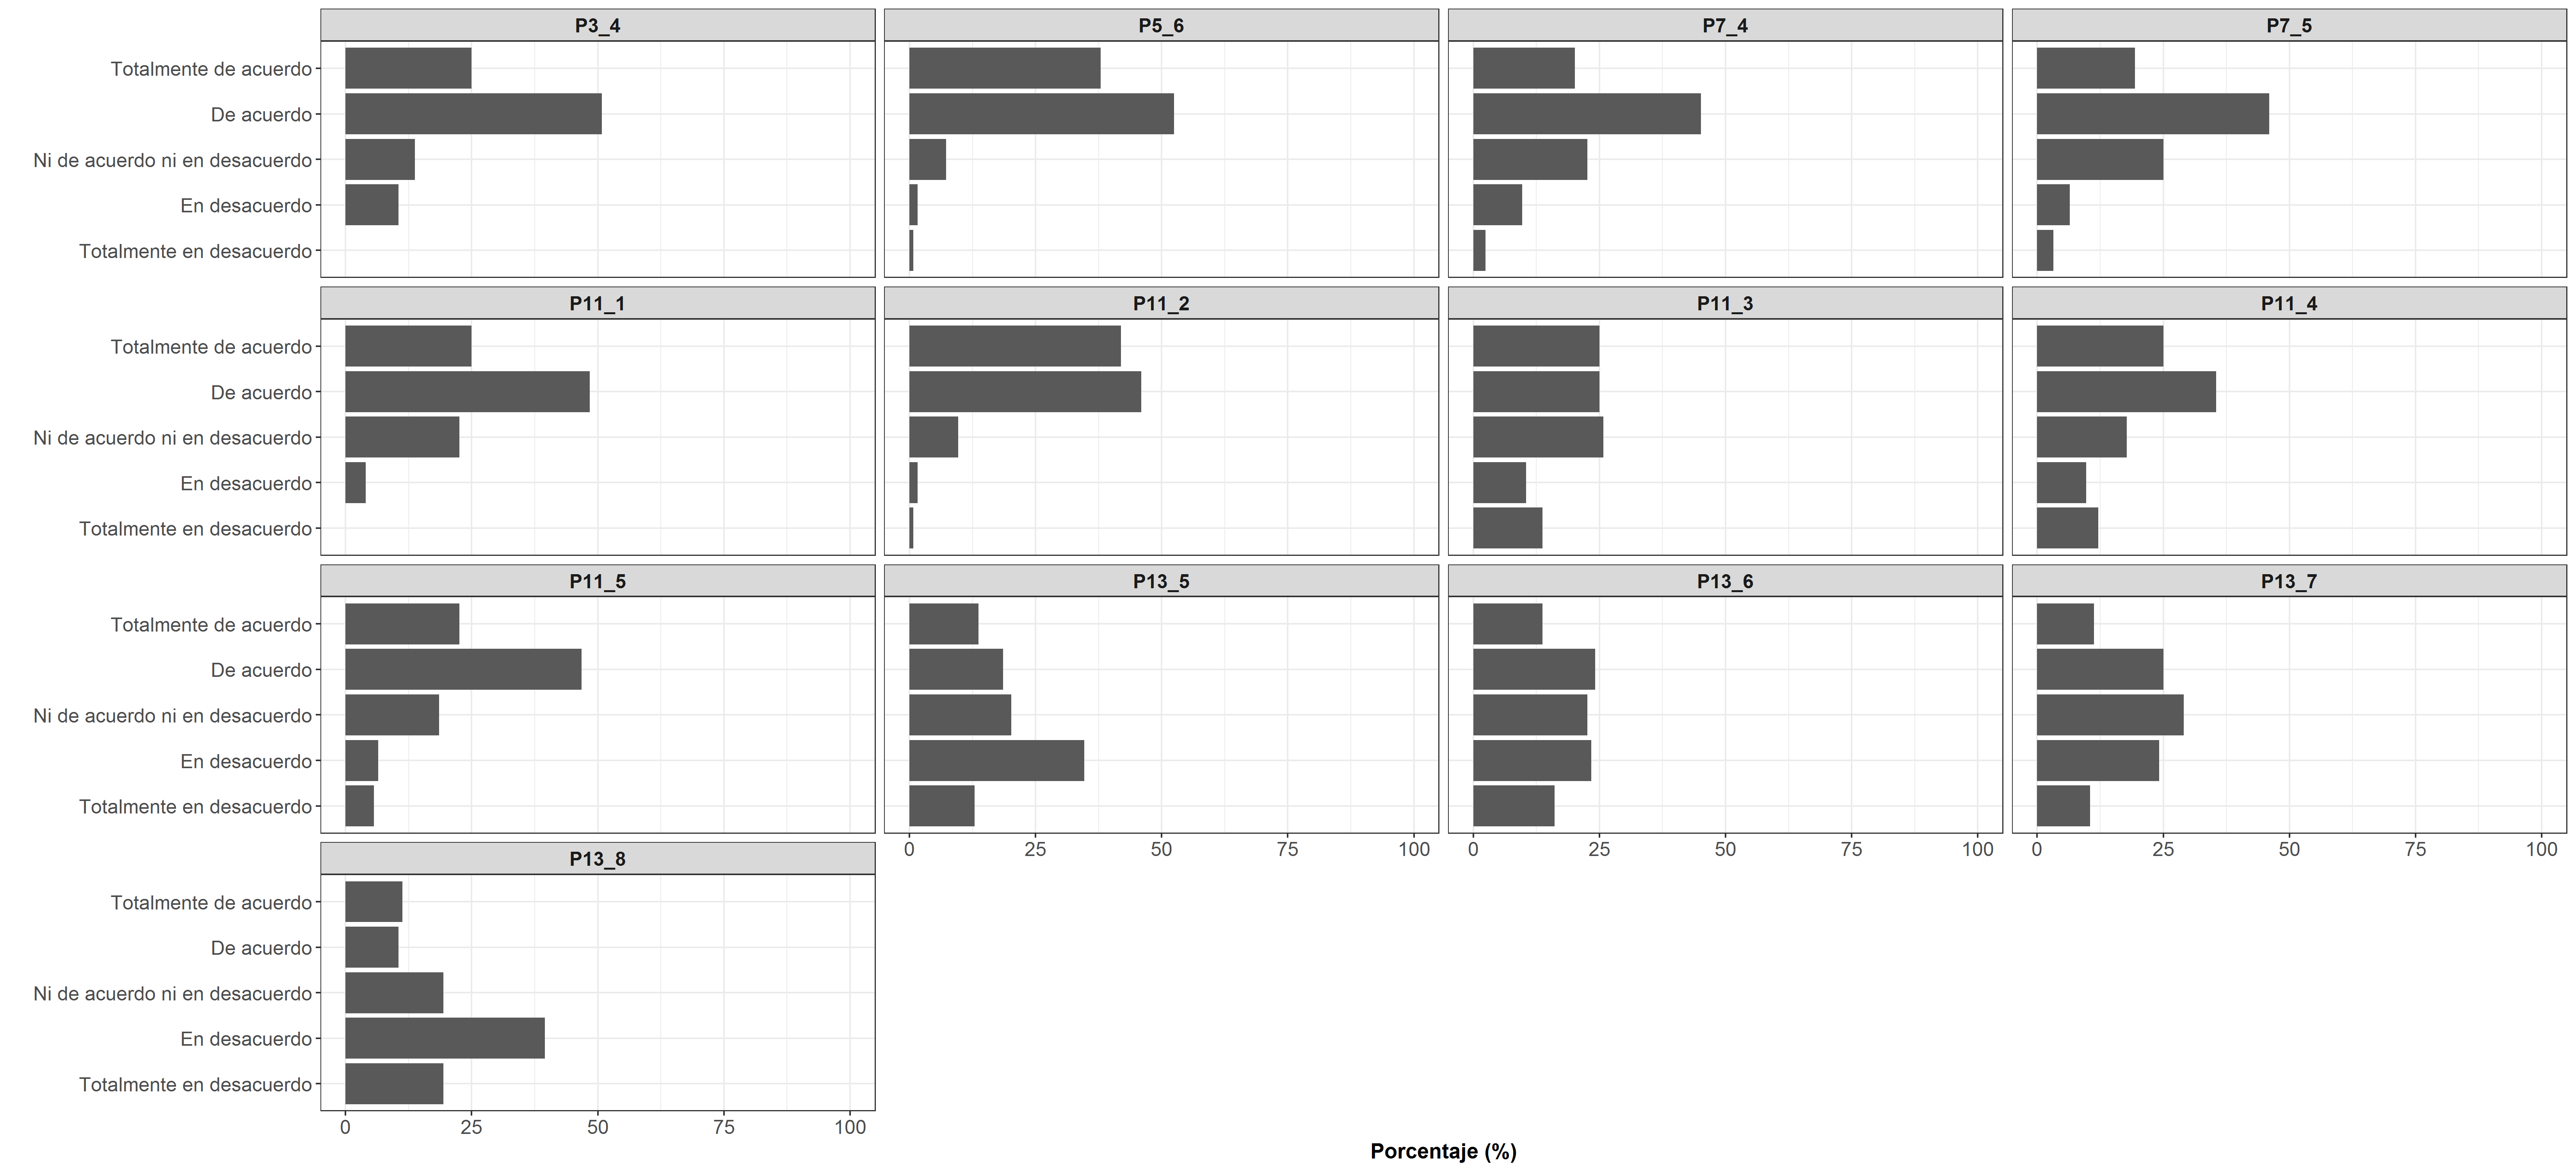 P3_4 P5_6 P7_4 P7_5
Totalmente de acuerdo
De acuerdo
Ni de acuerdo ni en desacuerdo
En desacuerdo
Totalmente en desacuerdo
P11_1 P11_2 P11_3 P11_4
Totalmente de acuerdo
De acuerdo
Ni de acuerdo ni en desacuerdo
En desacuerdo
Totalmente en desacuerdo
P11_5 P13_5 P13_6 P13_7
Totalmente de acuerdo
De acuerdo
Ni de acuerdo ni en desacuerdo
En desacuerdo
Totalmente en desacuerdo
0 25 50 75 100 0 25 50 75 100 0 25 50 75 100
P13_8
Totalmente de acuerdo
De acuerdo
Ni de acuerdo ni en desacuerdo
En desacuerdo
Totalmente en desacuerdo
0 25 50 75 100
Porcentaje (%)